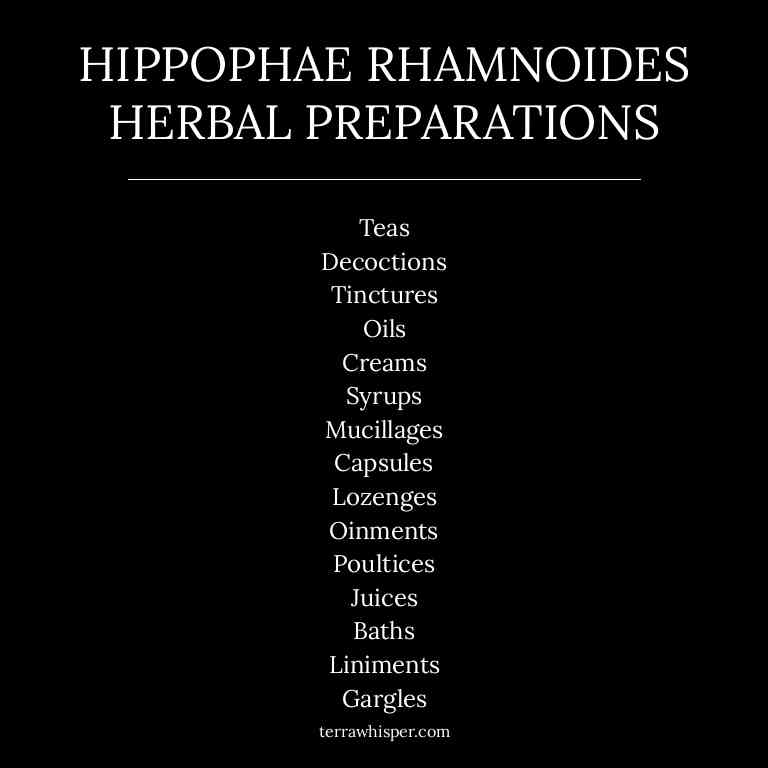 HIPPOPHAE RHAMNOIDES
HERBAL PREPARATIONS
Teas
Decoctions
Tinctures
Oils
Creams
Syrups
Mucillages
Capsules
Lozenges
Oinments
Poultices
Juices
Baths
Liniments
Gargles
terrawhisper.com